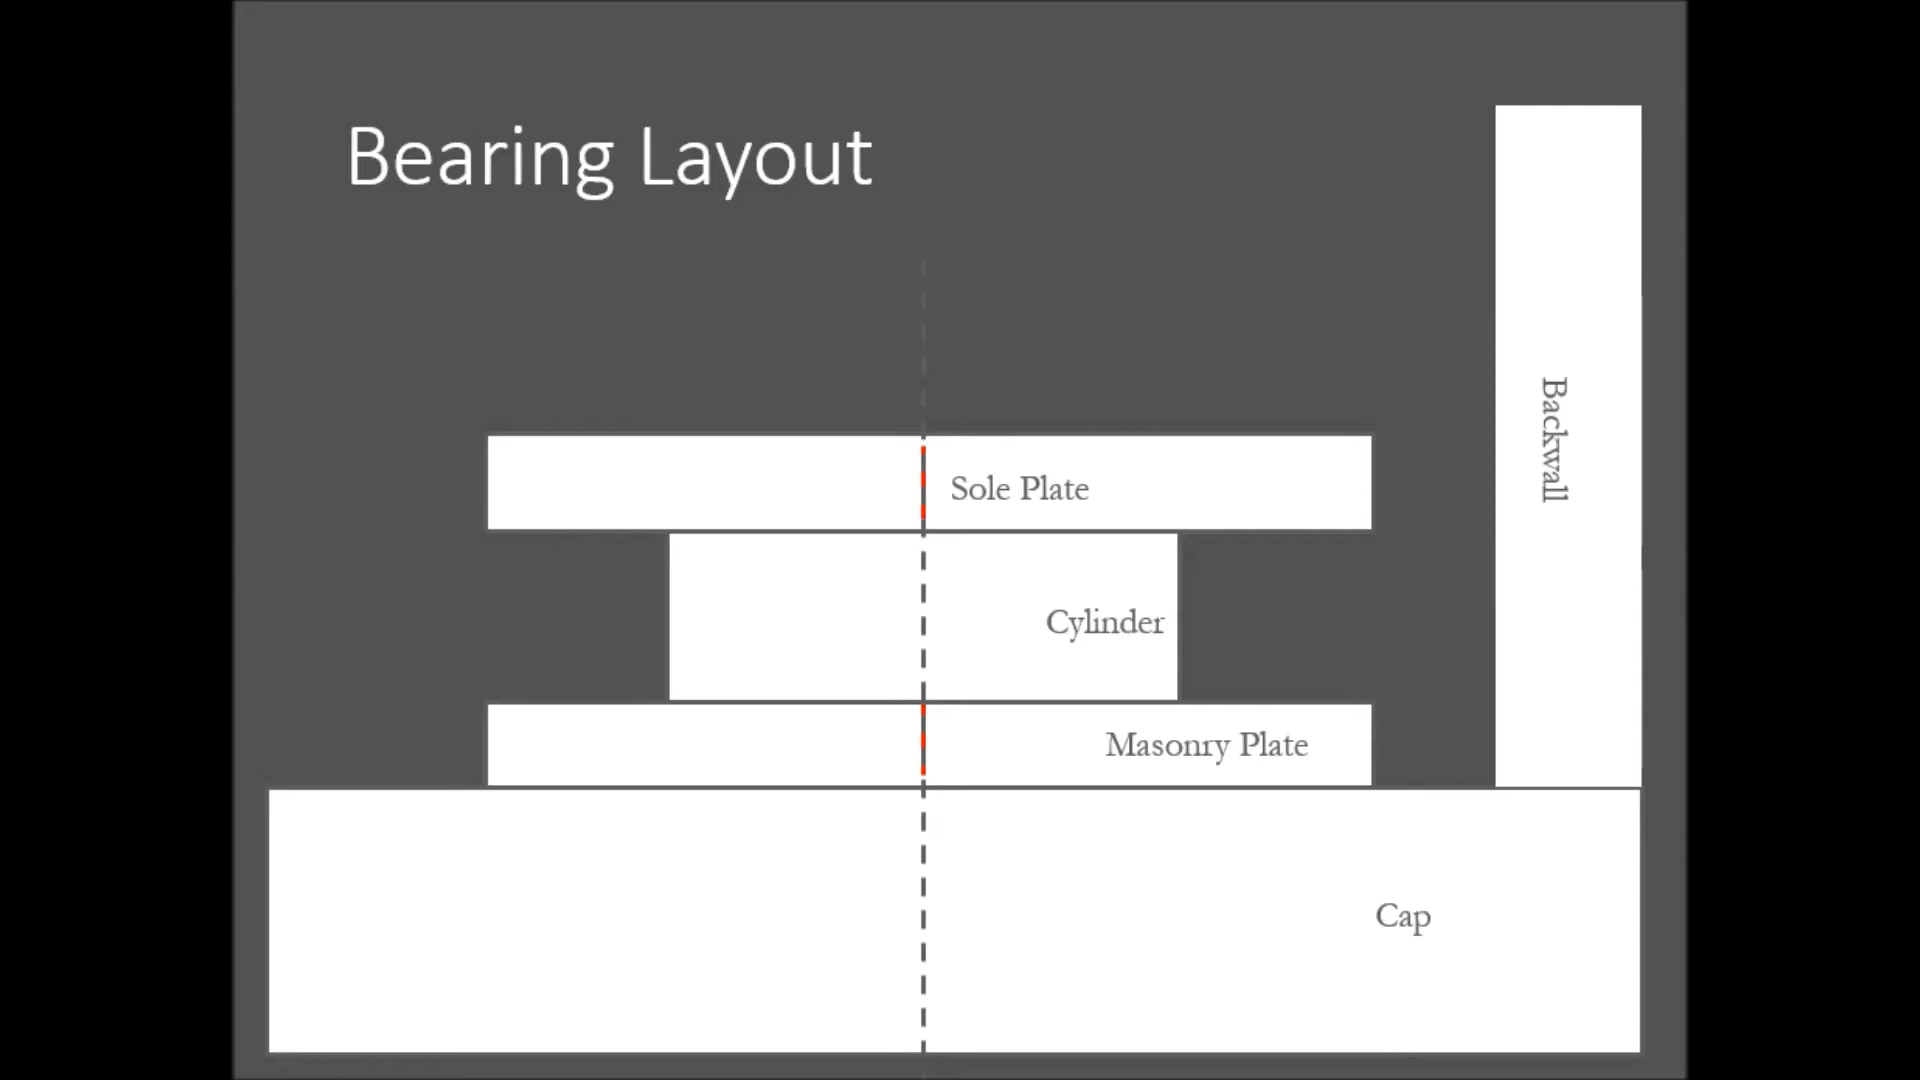 Bearing Layout
Backwall
Sole Plate
Cylinder
Masonry Plate
Cap